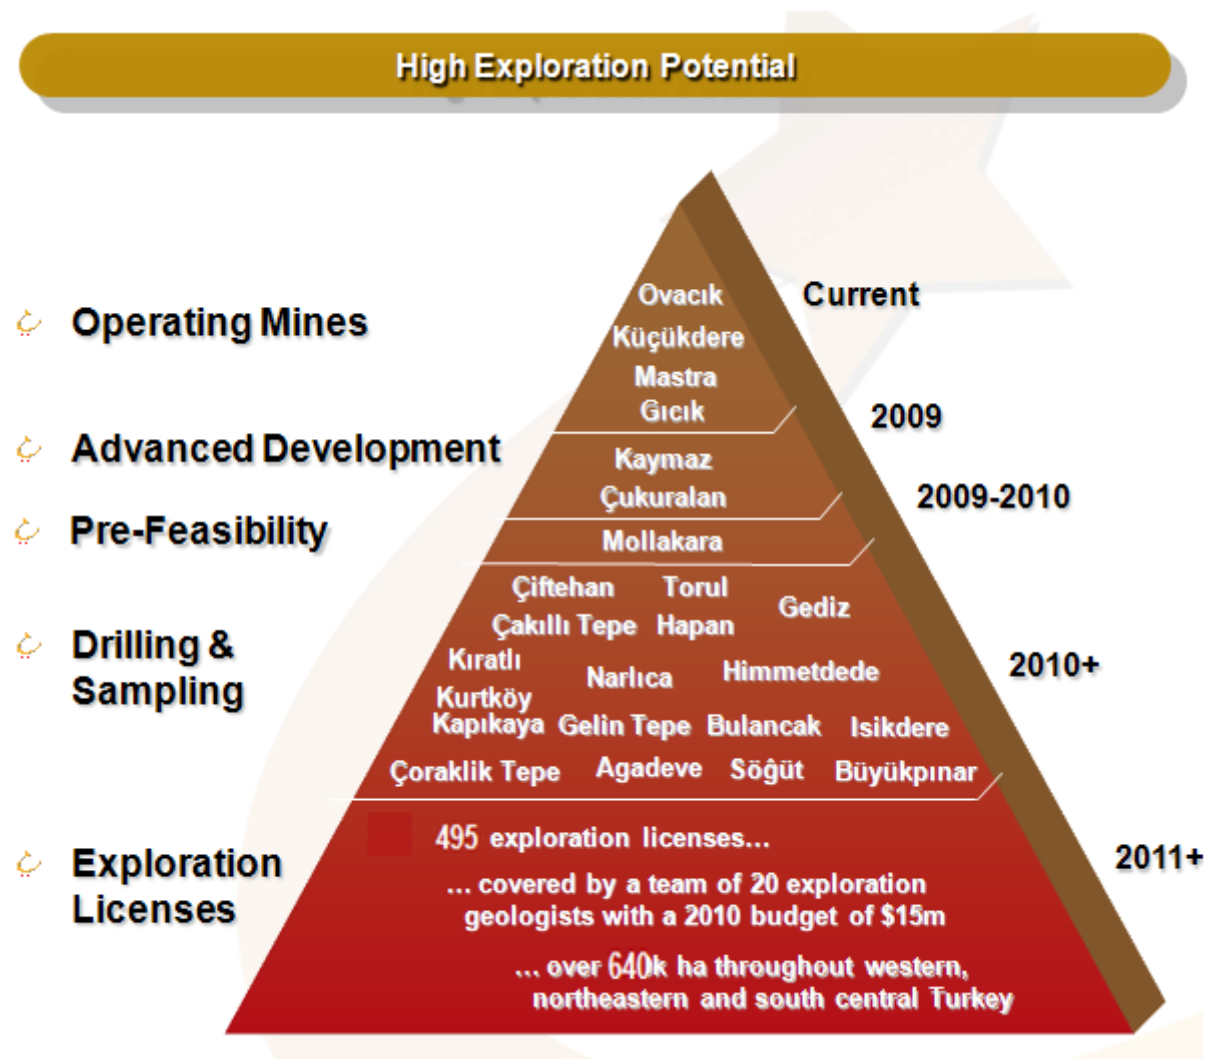 High Exploration Potential
Operating Mines
Ovacık
Küçükdere
Mastra
Gıcık
Current
Advanced Development
Kaymaz
Çukuralan
2009
Pre-Feasibility
Mollakara
2009-2010
Drilling &
Sampling
Çiftehan Torul Gediz
Çakıllı Tepe Hapan
Kıratlı Narlıca Himmetdede
Kurtköy
Kapıkaya Gelin Tepe Bulancak Isikdere
Çoraklik Tepe Agadeve Söğüt Büyükpınar
2010+
Exploration
Licenses
495 exploration licenses...
... covered by a team of 20 exploration
geologists with a 2010 budget of $15m
... over 640k ha throughout western,
northeastern and south central Turkey
2011+